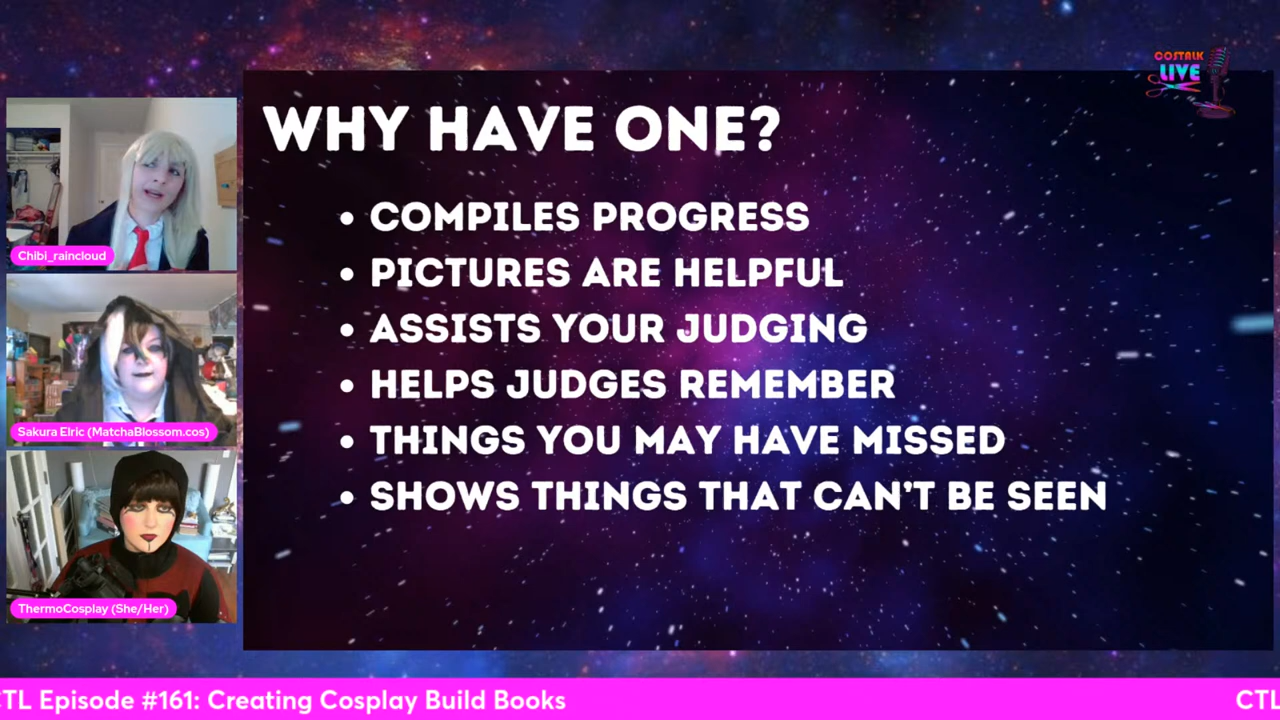 COSTALK
LIVE
WHY HAVE ONE?
• COMPILES PROGRESS
• PICTURES ARE HELPFUL
• ASSISTS YOUR JUDGING
• HELPS JUDGES REMEMBER
• THINGS YOU MAY HAVE MISSED
• SHOWS THINGS THAT CAN'T BE SEEN
Chibi_raincloud
Sakura Elric (MatchaBlossom.cos)
ThermoCosplay (She/Her)
CTL Episode #161: Creating Cosplay Build Books
CTL